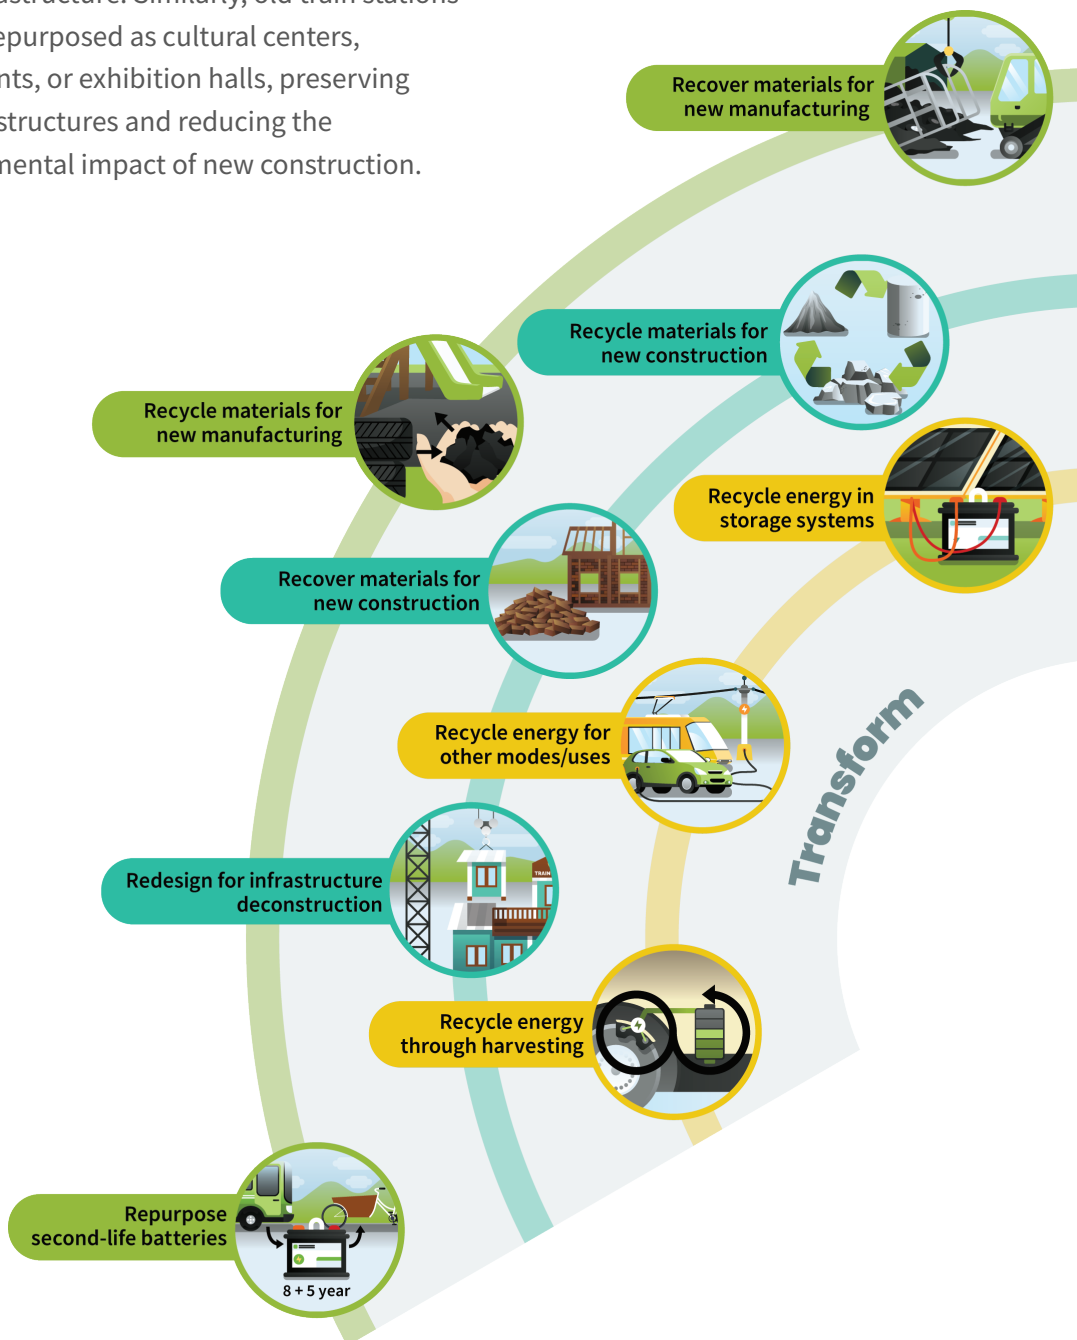 epurposed as cultural centers,
nts, or exhibition halls, preserving
structures and reducing the
mental impact of new construction.
Recover materials for
new manufacturing
Recycle materials for
new construction
Recycle materials for
new manufacturing
Recycle energy in
storage systems
Recover materials for
new construction
Recycle energy for
other modes/uses
Transform
Redesign for infrastructure
deconstruction
TRAIN
Recycle energy
through harvesting
Repurpose
second-life batteries
8 + 5 year